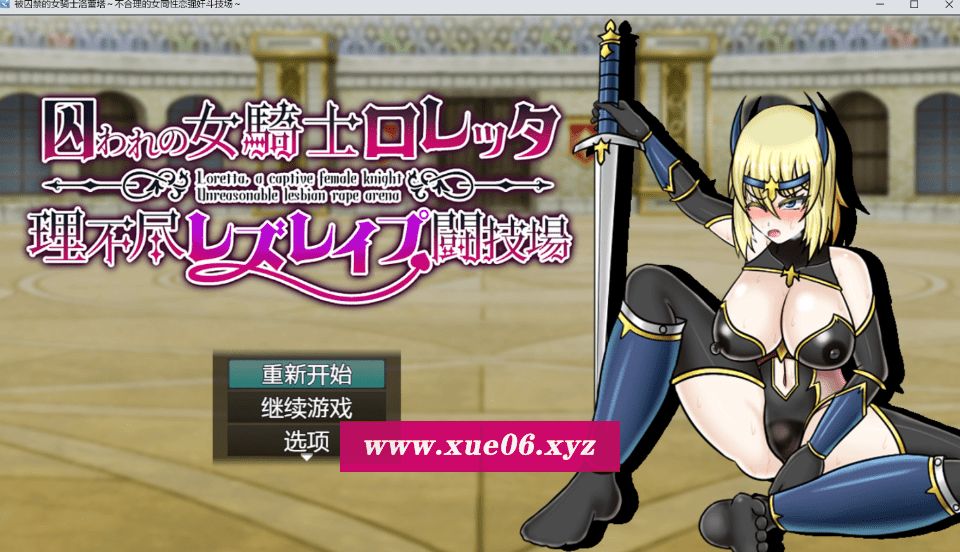 被囚禁的女骑士洛蕾塔～不合理的女同性恋强奸斗技场～
囚われの女騎士ロレッタ
Loretta, a captive female knight
Unreasonable lesbian rape arena
理不尽レズレイプ闘技場
重新开始
继续游戏
选项
www.xue06.xyz